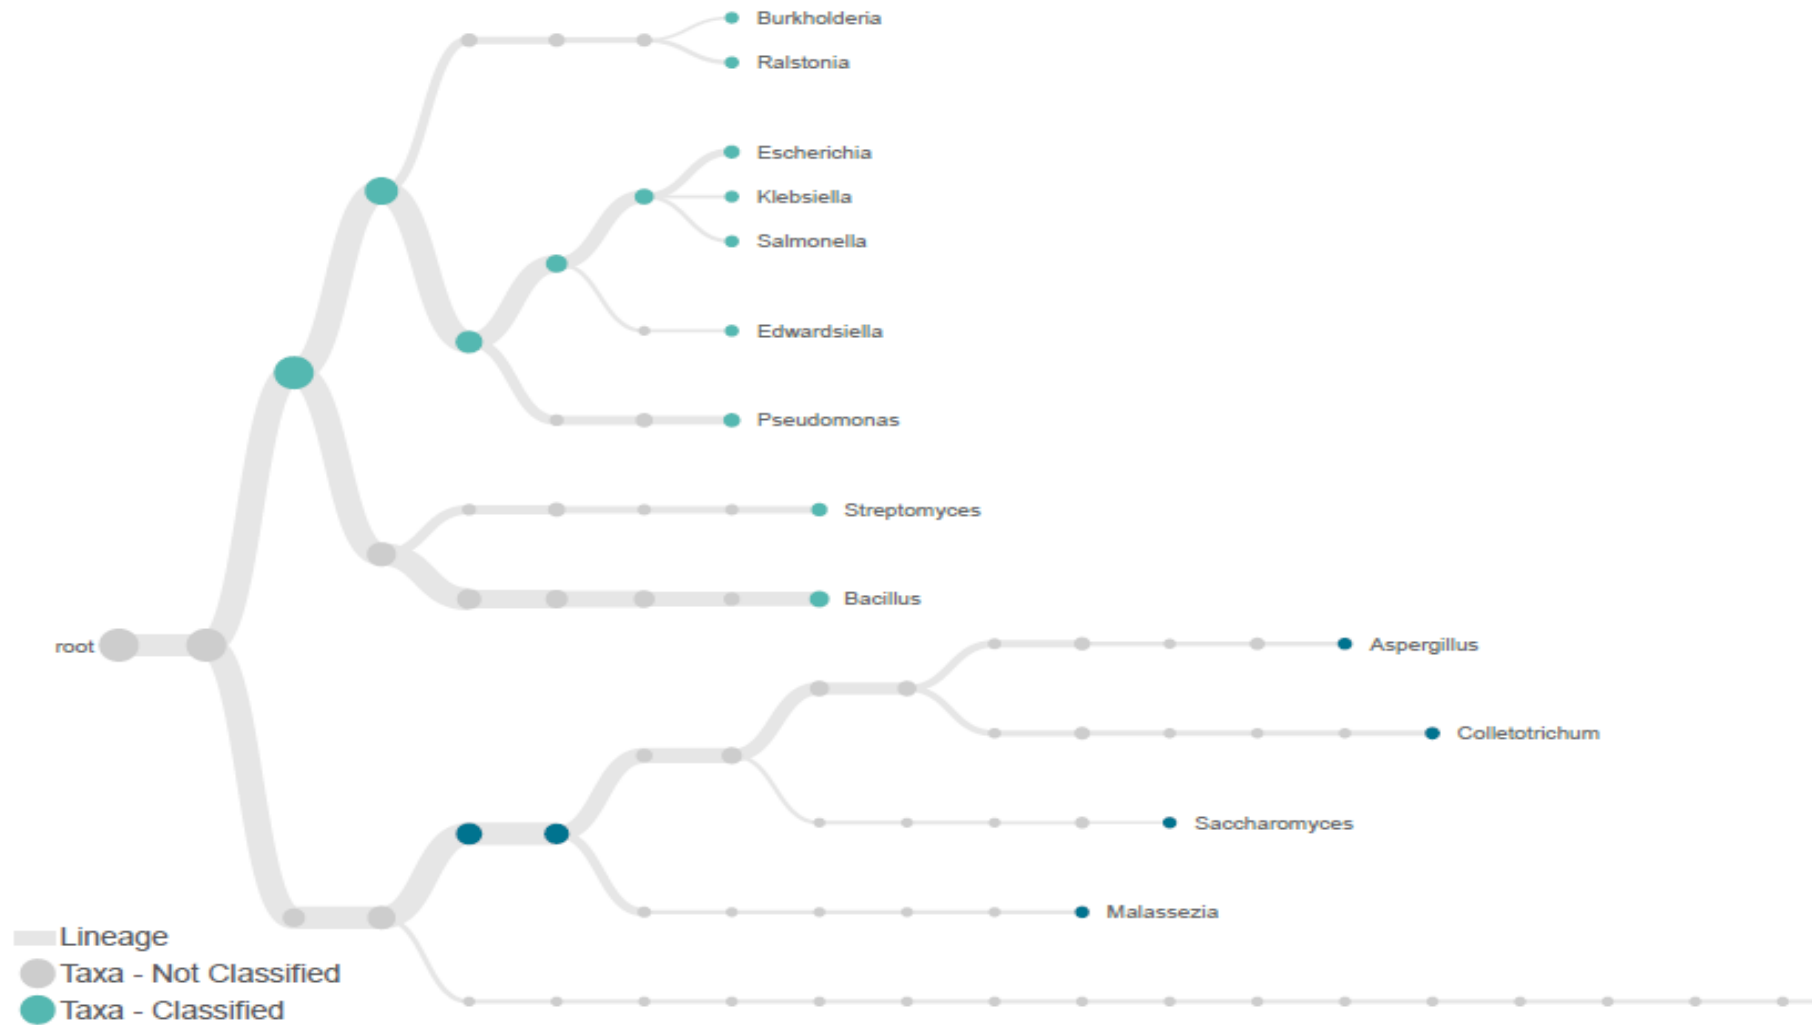 Burkholderia
Ralstonia
Escherichia
Klebsiella
Salmonella
Edwardsiella
Pseudomonas
Streptomyces
Bacillus
root
Aspergillus
Colletotrichum
Saccharomyces
Malassezia
Lineage
Taxa - Not Classified
Taxa - Classified